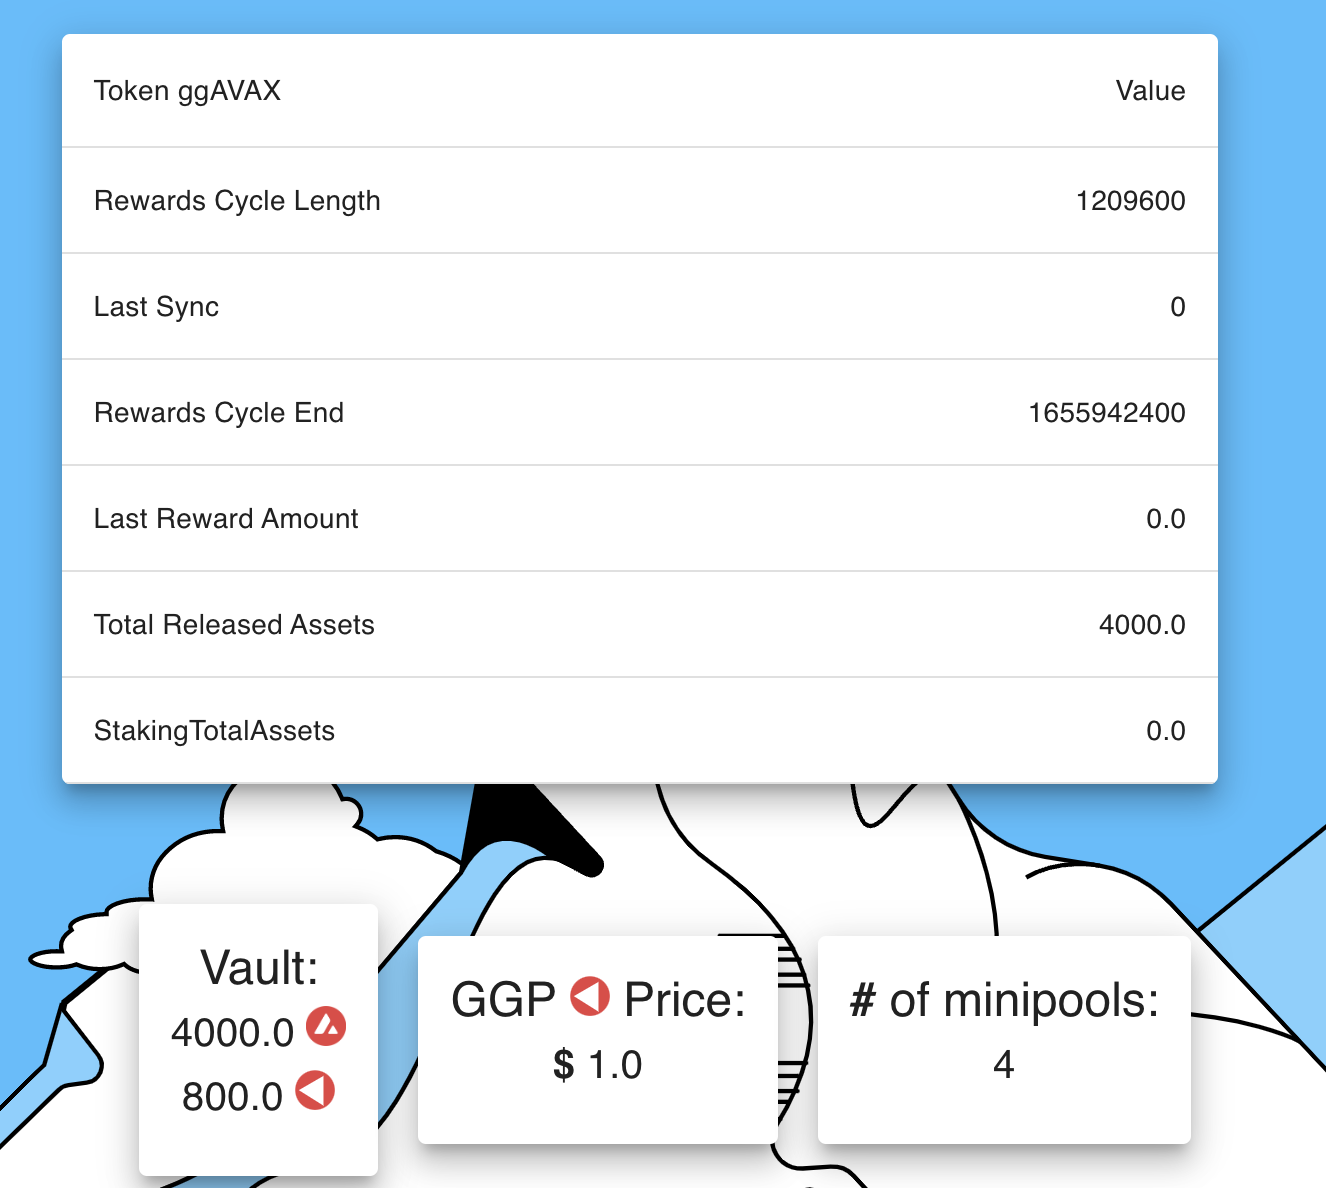 Token ggAVAX Value
Rewards Cycle Length 1209600
Last Sync 0
Rewards Cycle End 1655942400
Last Reward Amount 0.0
Total Released Assets 4000.0
StakingTotalAssets 0.0
Vault:
4000.0
800.0
GGP Price:
$ 1.0
# of minipools:
4